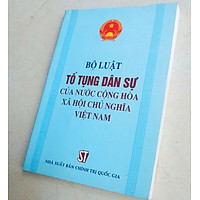 BỘ LUẬT
TỐ TỤNG DÂN SỰ
CỦA NƯỚC CỘNG HÒA
XÃ HỘI CHỦ NGHĨA
VIỆT NAM
ST
NHÀ XUẤT BẢN CHÍNH TRỊ QUỐC GIA